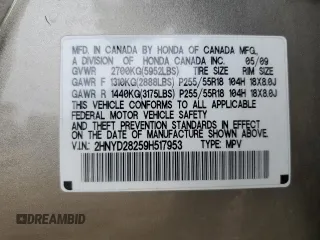 MFD. IN CANADA BY HONDA OF CANADA MFG.,
A DIVISION OF HONDA CANADA INC. 05/09
GVWR 2700KG(5952LBS) TIRE SIZE RIM SIZE
GAWR F 1310KG(2888LBS) P255/55R18 104H 18X8.0J
GAWR R 1440KG(3175LBS) P255/55R18 104H 18X8.0J
THIS VEHICLE CONFORMS TO ALL APPLICABLE
FEDERAL MOTOR VEHICLE SAFETY STANDARDS IN
EFFECT ON THE DATE OF MANUFACTURE SHOWN ABOVE.
V.I.N: 2HNYD28259H517953 TYPE: MPV
© DREAMBID